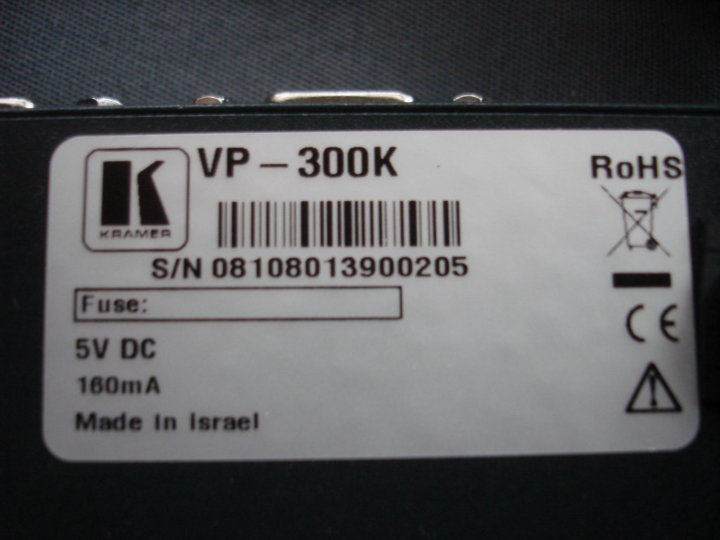 K
KRAMER
VP – 300K
RoHS
S/N 08108013900205
Fuse:
5V DC
160mA
Made in Israel
CE